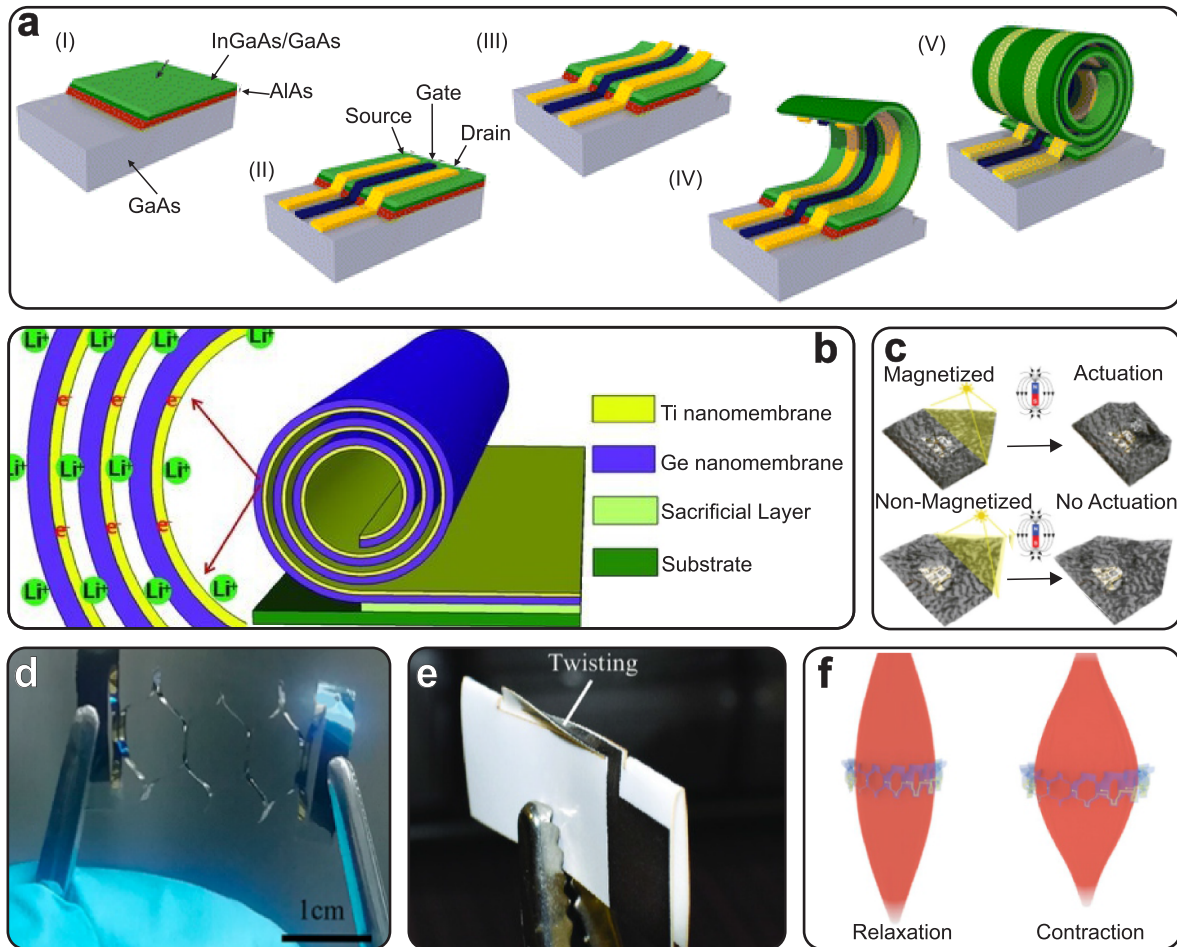 a
(I)
InGaAs/GaAs
AlAs
GaAs
(II)
Source
Gate
Drain
(III)
(IV)
(V)
b
Li⁺ Li⁺ Li⁺ Li⁺
e⁻ e⁻
Li⁺ Li⁺ Li⁺ Li⁺
e⁻ e⁻
Li⁺ Li⁺ Li⁺ Li⁺
Ti nanomembrane
Ge nanomembrane
Sacrificial Layer
Substrate
c
Magnetized
Actuation
Non-Magnetized
No Actuation
d
1cm
e
Twisting
f
Relaxation
Contraction